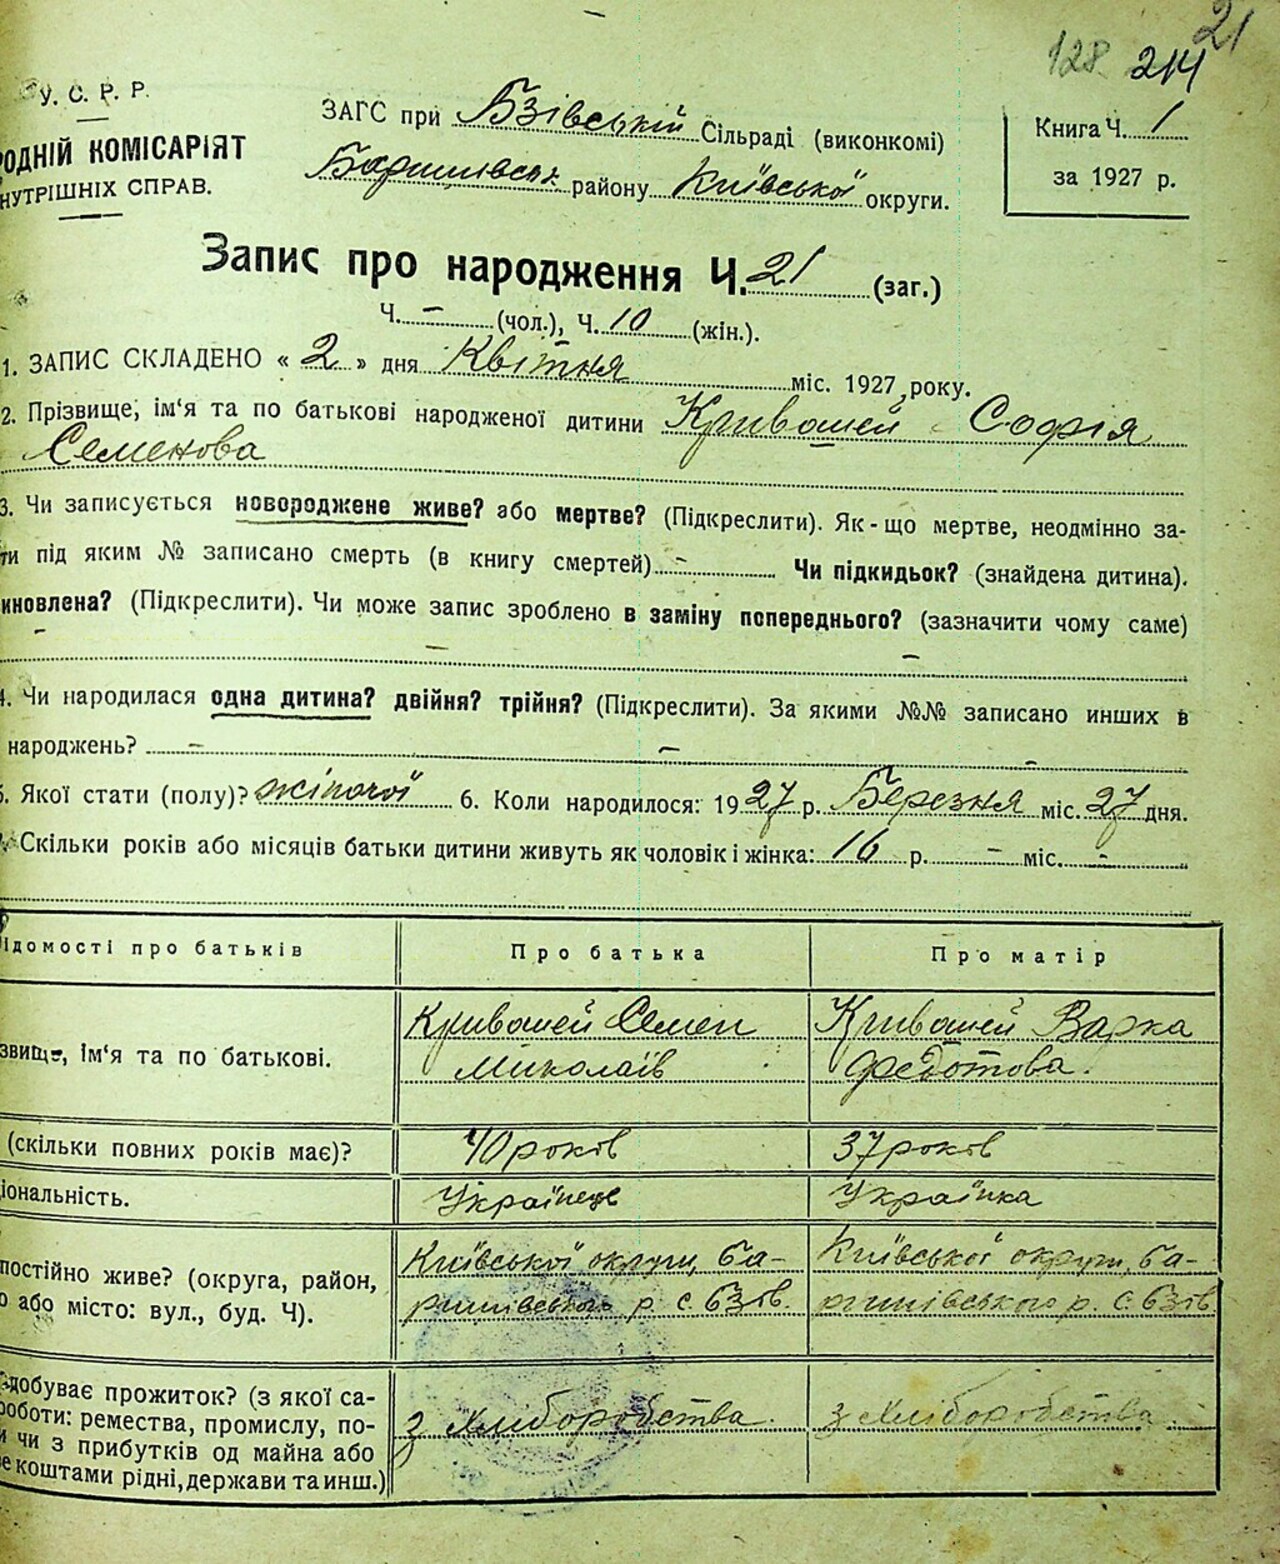 21
128 214
У. С. Р. Р.
ОДНІЙ КОМІСАРІЯТ
НУТРІШНІХ СПРАВ.
ЗАГС при Бзівській Сільраді (виконкомі)
Баришівськ району Київської округи.
Книга Ч. 1
за 1927 р.
Запис про народження Ч. 21 (заг.)
Ч. – (чол.), Ч. 10 (жін.).
1. ЗАПИС СКЛАДЕНО « 2 » дня Квітня міс. 1927 року.
2. Прізвище, ім‘я та по батькові народженої дитини Кривошей Софія
Семенова
3. Чи записується новороджене живе? або мертве? (Підкреслити). Як-що мертве, неодмінно за-
ти під яким № записано смерть (в книгу смертей) – Чи підкидьок? (знайдена дитина).
иновлена? (Підкреслити). Чи може запис зроблено в заміну попереднього? (зазначити чому саме)
– – –
4. Чи народилася одна дитина? двійня? трійня? (Підкреслити). За якими №№ записано инших в
народжень? – – –
5. Якої стати (полу)? жіночої 6. Коли народилося: 1927 р. Березня міс. 27 дня.
Скільки років або місяців батьки дитини живуть як чоловік і жінка: 16 р. – міс. –
ідомості про батьків Про батька Про матір
звище, ім‘я та по батькові. Кривошей Семен Миколаїв Кривошей Варка Федотова.
(скільки повних років має)? 40 років 37 років
іональність. Українець Українка
постійно живе? (округа, район, Київської округи, Ба- Київської округи, Ба-
о або місто: вул., буд. Ч). ришівського р. с. Бзів. ришівського р. с. Бзів
здобуває прожиток? (з якої са-
роботи: ремества, промислу, по- з хліборобства. з хліборобства.
и чи з прибутків од майна або
е коштами рідні, держави та инш.)